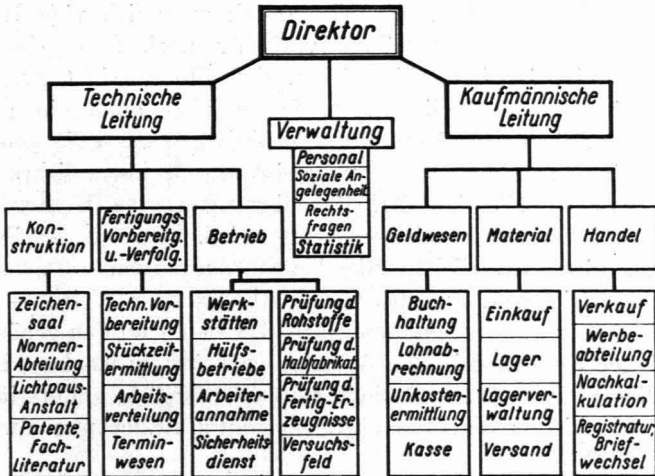 Direktor
Technische
Leitung
Verwaltung
Personal
Soziale An-
gelegenheit.
Rechts-
fragen
Statistik
Kaufmännische
Leitung
Kon-
struktion
Fertigungs-
Vorbereitg.
u.-Verfolg.
Betrieb
Geldwesen
Material
Handel
Zeichen-
saal
Normen-
Abteilung
Lichtpaus-
Anstalt
Patente,
Fach-
Literatur
Techn.Vor-
bereitung
Stückzeit-
ermittlung
Arbeits-
verteilung
Termin-
wesen
Werk-
stätten
Hülfs-
betriebe
Arbeiter-
annahme
Sicherheits-
dienst
Prüfung d.
Rohstoffe
Prüfung d.
Halbfabrikat.
Prüfung d.
Fertig-Er-
zeugnisse
Versuchs-
feld
Buch-
haltung
Lohnab-
rechnung
Unkosten-
ermittlung
Kasse
Einkauf
Lager
Lagerver-
waltung
Versand
Verkauf
Werbe-
abteilung
Nachkal-
kulation
Registratur,
Brief-
wechsel